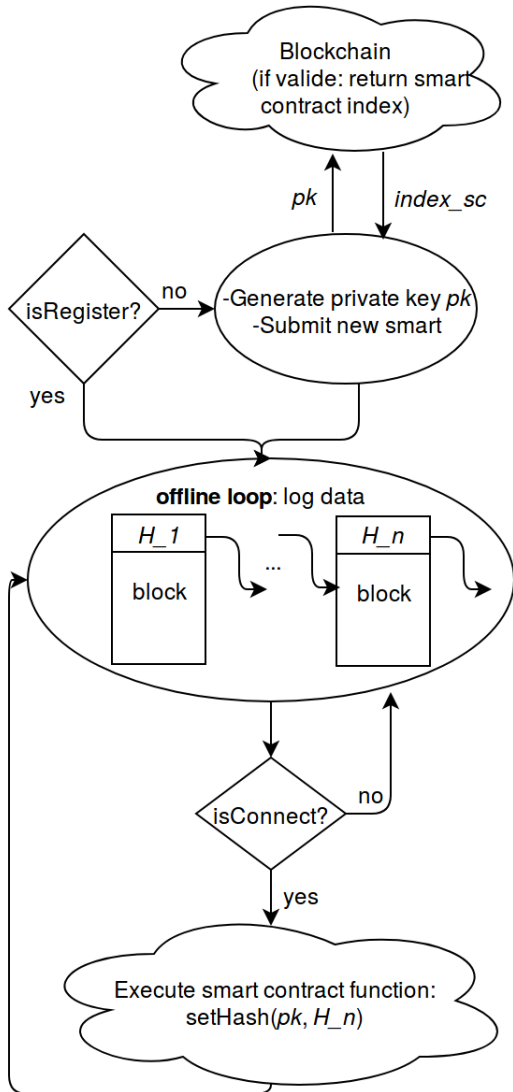 Blockchain
(if valide: return smart
contract index)
pk
index_sc
isRegister?
no
-Generate private key pk
-Submit new smart
yes
offline loop: log data
H_1
...
H_n
block
block
isConnect?
no
yes
Execute smart contract function:
setHash(pk, H_n)